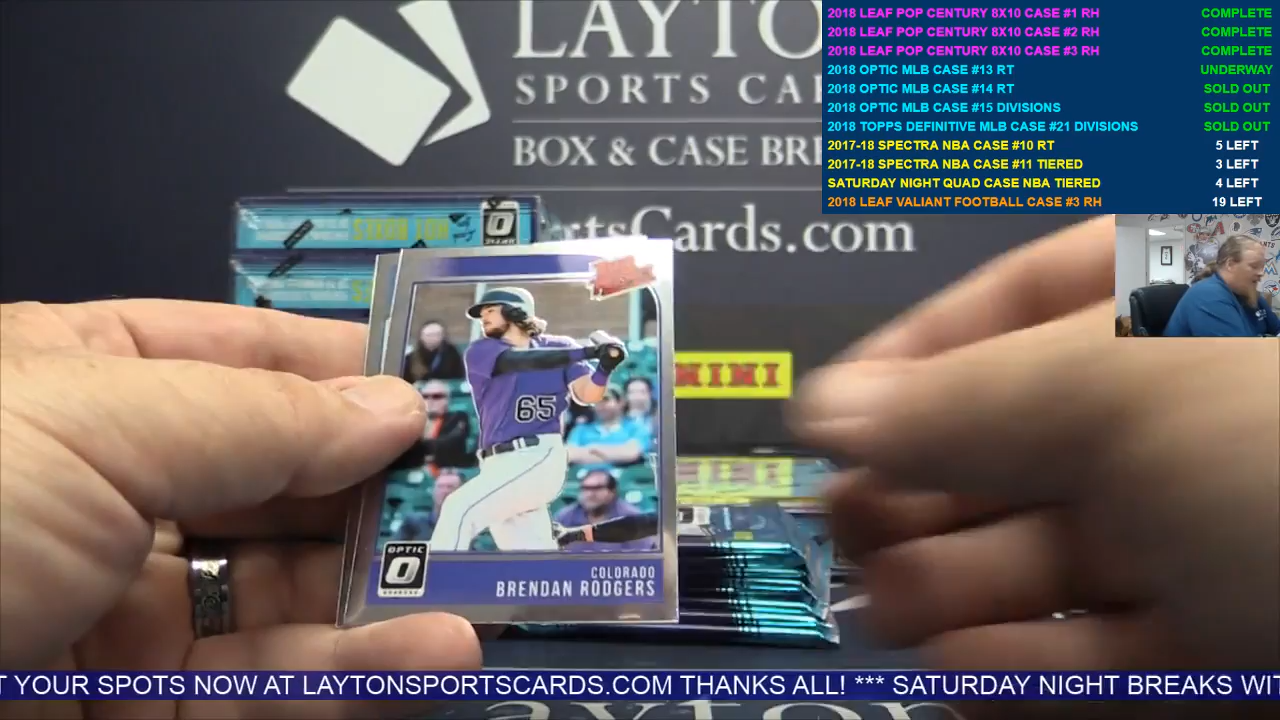 LAYTO
SPORTS CA
BOX & CASE BRE
rtsCards.com
2018 LEAF POP CENTURY 8X10 CASE #1 RH COMPLETE
2018 LEAF POP CENTURY 8X10 CASE #2 RH COMPLETE
2018 LEAF POP CENTURY 8X10 CASE #3 RH COMPLETE
2018 OPTIC MLB CASE #13 RT UNDERWAY
2018 OPTIC MLB CASE #14 RT SOLD OUT
2018 OPTIC MLB CASE #15 DIVISIONS SOLD OUT
2018 TOPPS DEFINITIVE MLB CASE #21 DIVISIONS SOLD OUT
2017-18 SPECTRA NBA CASE #10 RT 5 LEFT
2017-18 SPECTRA NBA CASE #11 TIERED 3 LEFT
SATURDAY NIGHT QUAD CASE NBA TIERED 4 LEFT
2018 LEAF VALIANT FOOTBALL CASE #3 RH 19 LEFT
PANINI
65
OPTIC
COLORADO
BRENDAN RODGERS
T YOUR SPOTS NOW AT LAYTONSPORTSCARDS.COM THANKS ALL! *** SATURDAY NIGHT BREAKS WIT